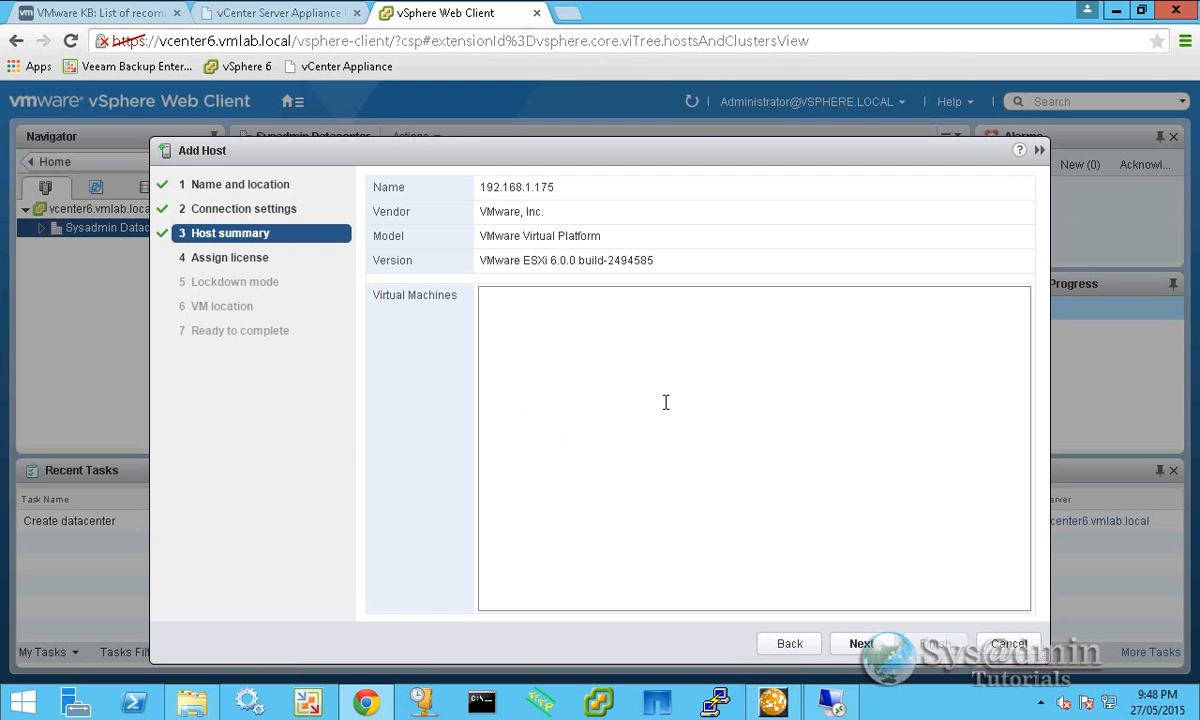 VMware KB: List of recom
vCenter Server Appliance
vSphere Web Client
https://vcenter6.vmlab.local/vsphere-client/?csp#extensionId%3Dvsphere.core.viTree.hostsAndClustersView
Apps
Veeam Backup Enter...
vSphere 6
vCenter Appliance
vmware® vSphere Web Client
Administrator@VSPHERE.LOCAL
Help
Search
Navigator
Sysadmin Datacenter
Actions
Alarms
Home
New (0)
Acknowl...
vcenter6.vmlab.loca
Sysadmin Datac
Add Host
1 Name and location
2 Connection settings
3 Host summary
4 Assign license
5 Lockdown mode
6 VM location
7 Ready to complete
Name 192.168.1.175
Vendor VMware, Inc.
Model VMware Virtual Platform
Version VMware ESXi 6.0.0 build-2494585
Virtual Machines
Progress
Recent Tasks
Task Name
erver
Create datacenter
center6.vmlab.local
Back
Next
Finish
Cancel
My Tasks
Tasks Filt
More Tasks
Sys@dmin
Tutorials
9:48 PM
27/05/2015